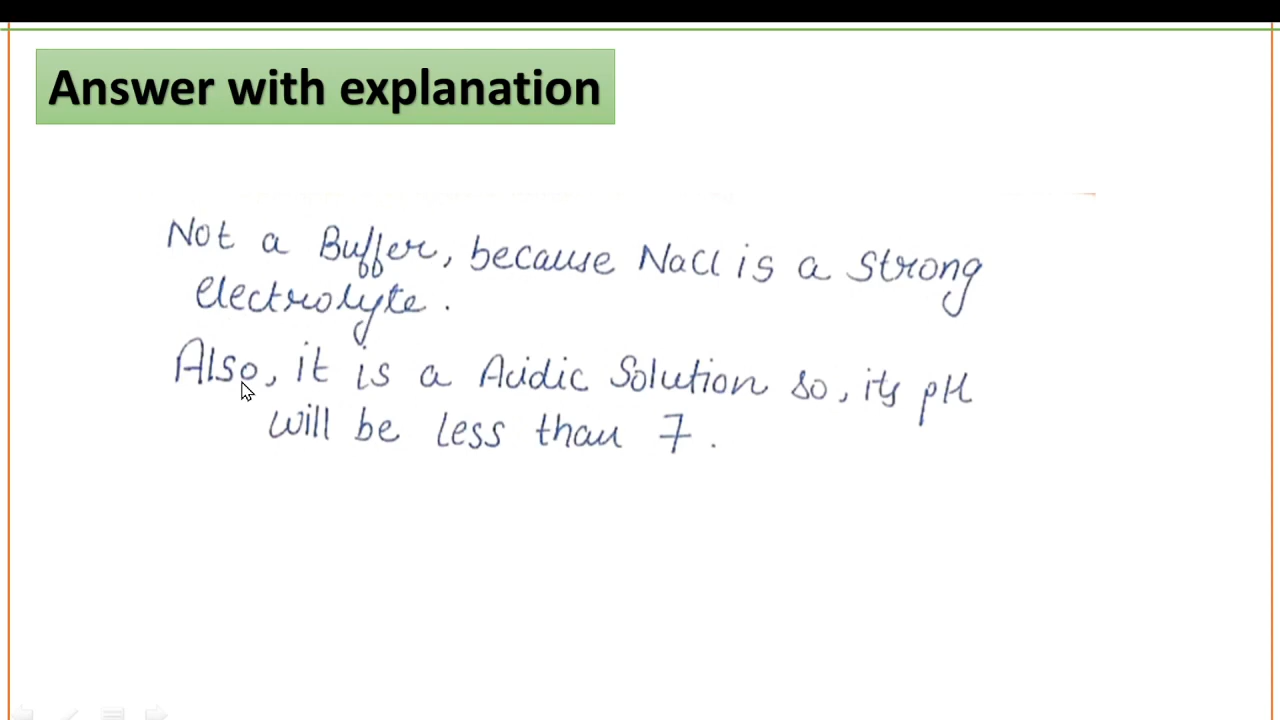 Answer with explanation
Not a Buffer, because NaCl is a strong
electrolyte.
Also, it is a Acidic Solution so, its pH
will be less than 7.